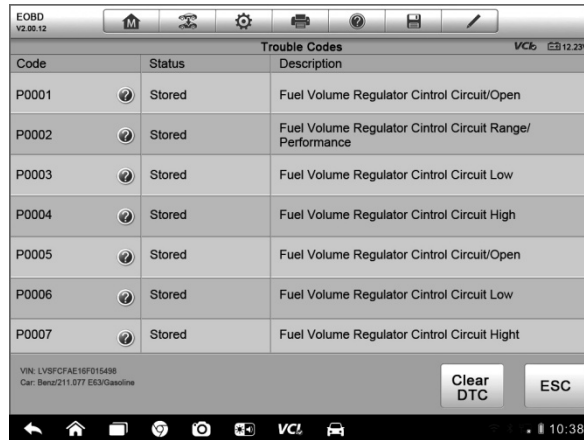 EOBD
V2.00.12
M
Trouble Codes
VCI
12.23V
Code Status Description
P0001 ? Stored Fuel Volume Regulator Cintrol Circuit/Open
P0002 ? Stored Fuel Volume Regulator Cintrol Circuit Range/
Performance
P0003 ? Stored Fuel Volume Regulator Cintrol Circuit Low
P0004 ? Stored Fuel Volume Regulator Cintrol Circuit High
P0005 ? Stored Fuel Volume Regulator Cintrol Circuit/Open
P0006 ? Stored Fuel Volume Regulator Cintrol Circuit Low
P0007 ? Stored Fuel Volume Regulator Cintrol Circuit Hight
VIN: LVSFCFAE16F015498
Car: Benz/211.077 E63/Gasoline
Clear
DTC
ESC
VCI
10:38